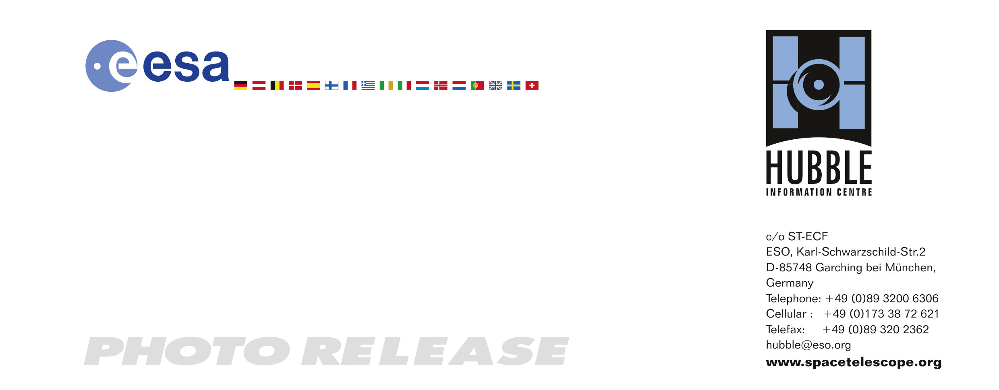 esa
HUBBLE
INFORMATION CENTRE
c/o ST-ECF
ESO, Karl-Schwarzschild-Str.2
D-85748 Garching bei München,
Germany
Telephone: +49 (0)89 3200 6306
Cellular : +49 (0)173 38 72 621
Telefax: +49 (0)89 320 2362
hubble@eso.org
www.spacetelescope.org
PHOTO RELEASE